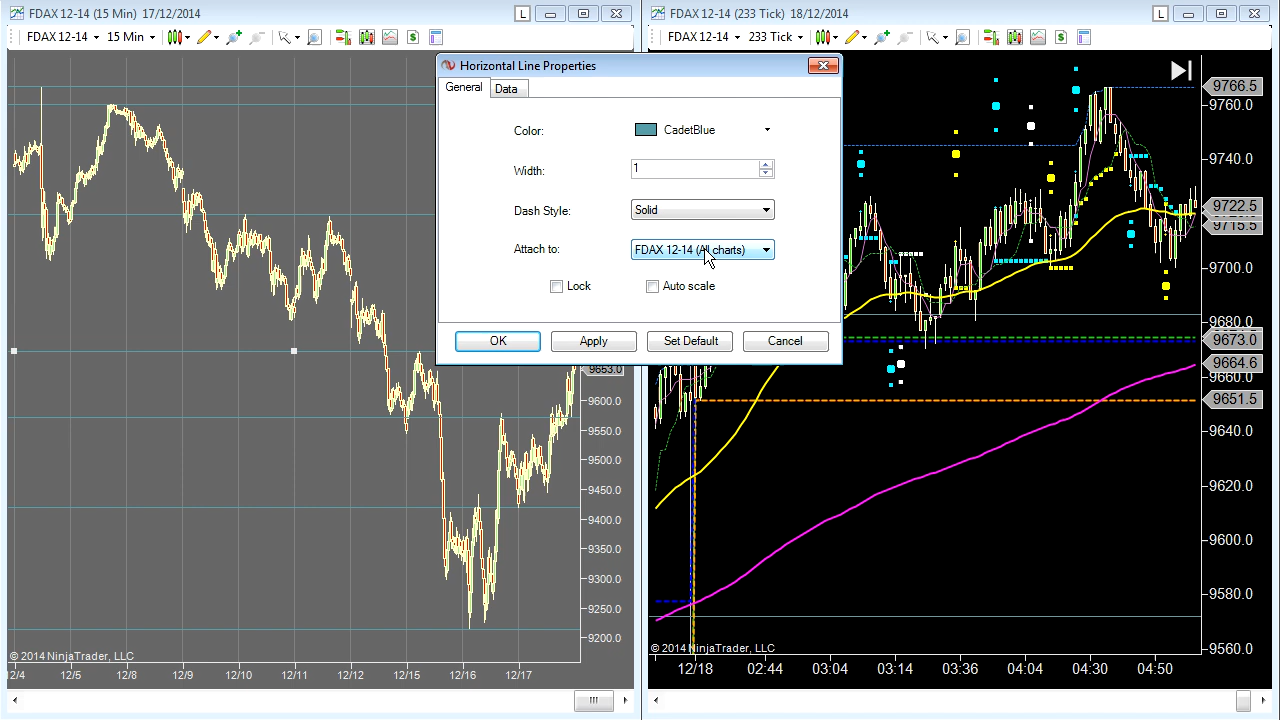 FDAX 12-14 (15 Min) 17/12/2014
L
FDAX 12-14 15 Min
$
9653.0
9600.0
9550.0
9500.0
9450.0
9400.0
9350.0
9300.0
9250.0
9200.0
© 2014 NinjaTrader, LLC
12/4 12/5 12/8 12/9 12/10 12/11 12/12 12/15 12/16 12/17
Horizontal Line Properties
General Data
Color: CadetBlue
Width: 1
Dash Style: Solid
Attach to: FDAX 12-14 (All charts)
Lock Auto scale
OK Apply Set Default Cancel
FDAX 12-14 (233 Tick) 18/12/2014
L
FDAX 12-14 233 Tick
$
9766.5
9760.0
9740.0
9722.5
9715.5
9700.0
9680.0
9673.0
9664.6
9660.0
9651.5
9640.0
9620.0
9600.0
9580.0
9560.0
© 2014 NinjaTrader, LLC
12/18 02:44 03:04 03:14 03:36 04:04 04:30 04:50